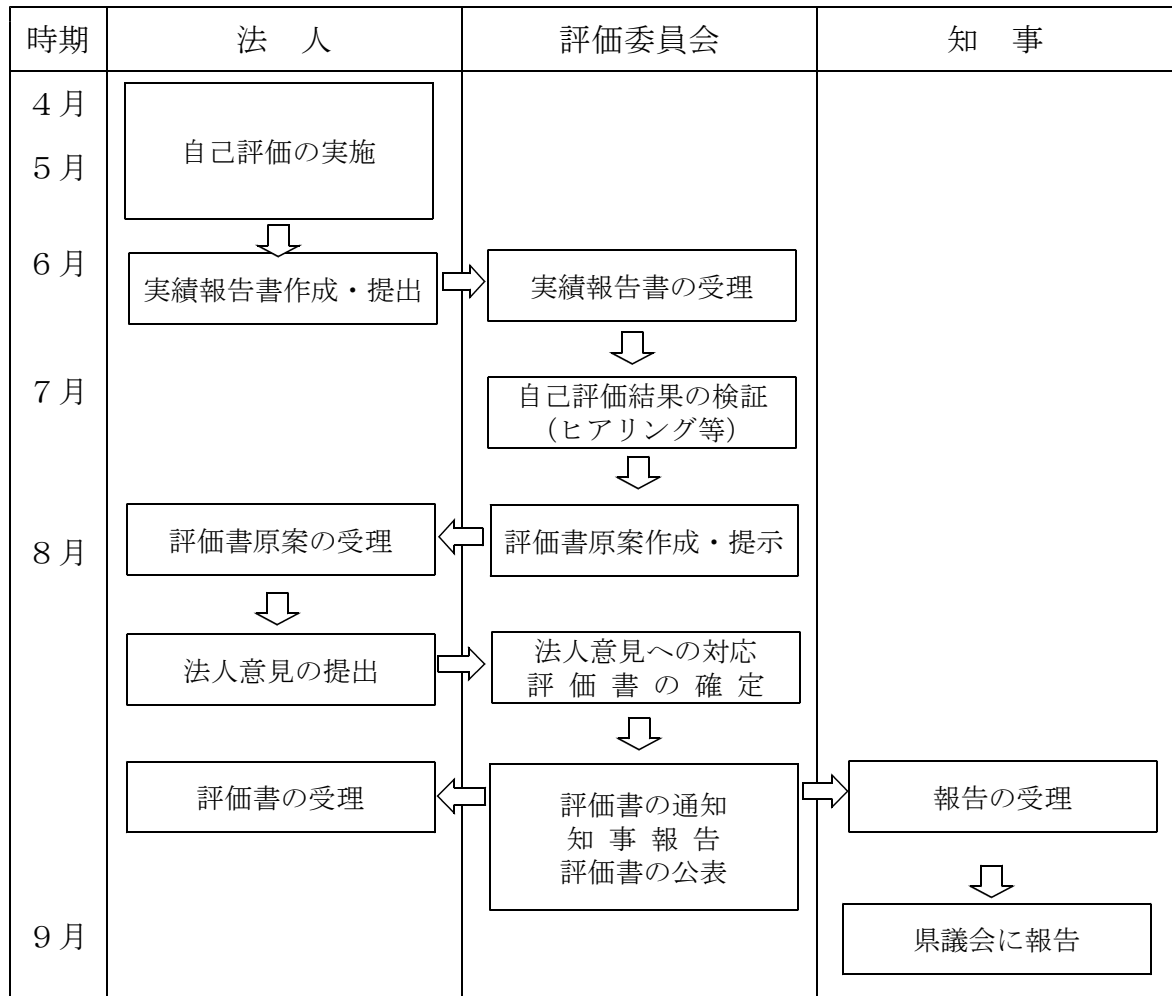 時期
法　人
評価委員会
知　事
４月
５月
自己評価の実施
６月
実績報告書作成・提出
実績報告書の受理
７月
自己評価結果の検証
（ヒアリング等）
８月
評価書原案の受理
評価書原案作成・提示
法人意見の提出
法人意見への対応
評 価 書 の 確 定
評価書の受理
評価書の通知
知 事 報 告
評価書の公表
報告の受理
９月
県議会に報告